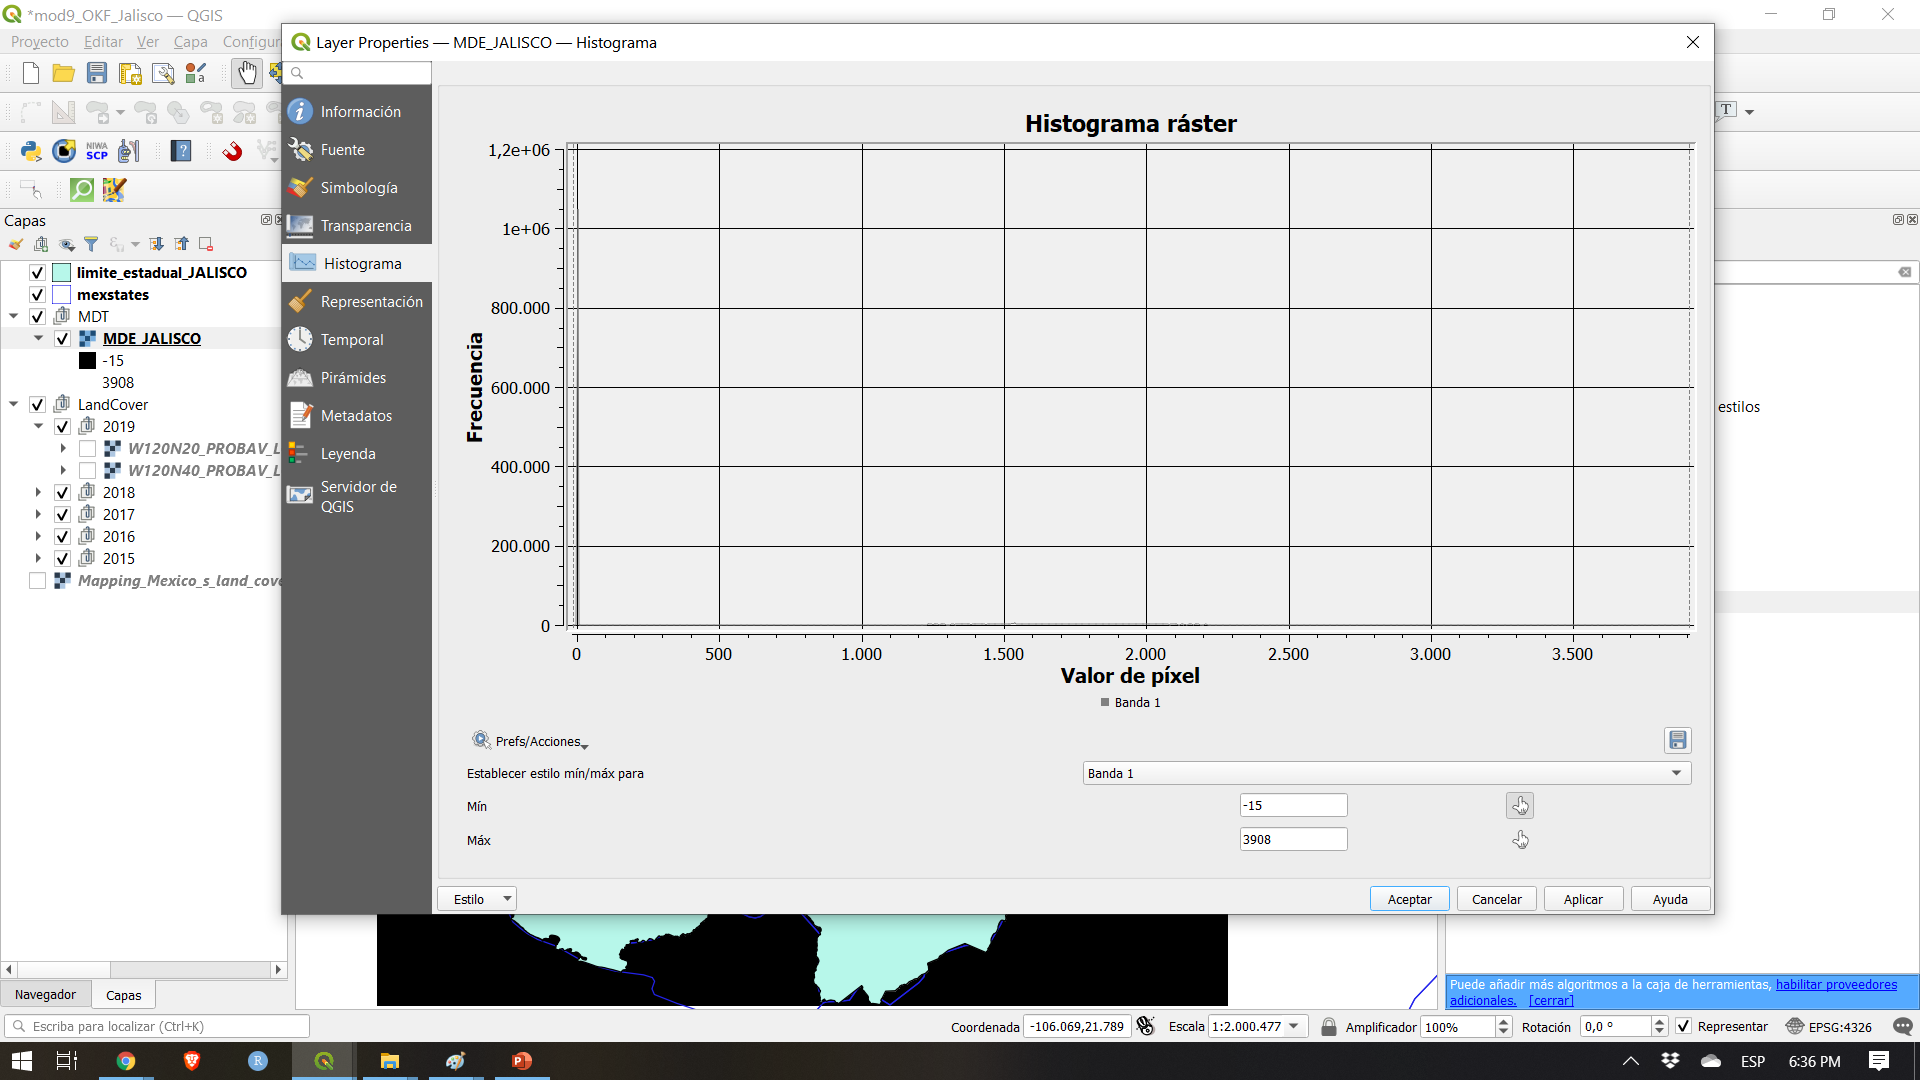 *mod9_OKF_Jalisco — QGIS
Proyecto Editar Ver Capa Configur
Layer Properties — MDE_JALISCO — Histograma
NIWA
SCP
Capas
limite_estadual_JALISCO
mexstates
MDT
MDE_JALISCO
-15
3908
LandCover
2019
W120N20_PROBAV_L
W120N40_PROBAV_L
2018
2017
2016
2015
Mapping_Mexico_s_land_cove
Navegador
Capas
Información
Fuente
Simbología
Transparencia
Histograma
Representación
Temporal
Pirámides
Metadatos
Leyenda
Servidor de
QGIS
Histograma ráster
1,2e+06
1e+06
800.000
600.000
400.000
200.000
0
Frecuencia
0 500 1.000 1.500 2.000 2.500 3.000 3.500
Valor de píxel
Banda 1
Prefs/Acciones
Establecer estilo mín/máx para
Banda 1
Mín
-15
Máx
3908
Estilo
Aceptar
Cancelar
Aplicar
Ayuda
estilos
Puede añadir más algoritmos a la caja de herramientas, habilitar proveedores
adicionales. [cerrar]
Escriba para localizar (Ctrl+K)
Coordenada -106.069,21.789 Escala 1:2.000.477 Amplificador 100% Rotación 0,0 ° Representar EPSG:4326
ESP
6:36 PM